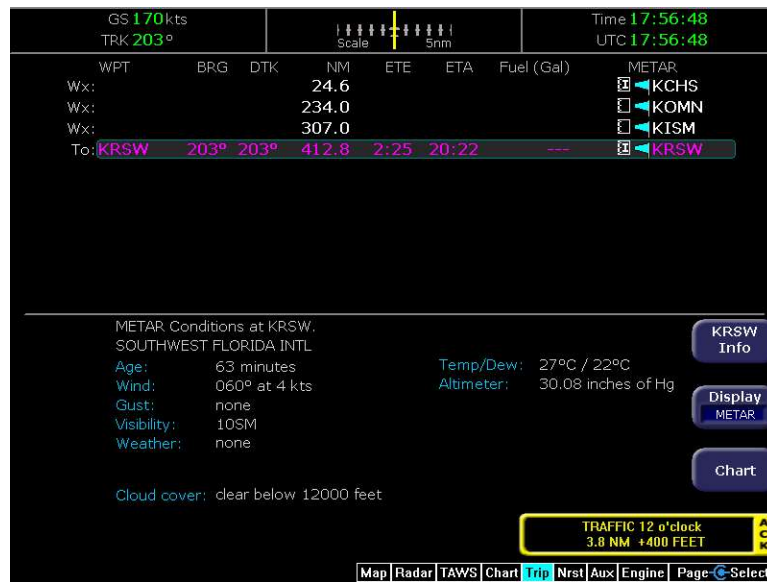 GS 170kts
TRK 203°
Scale 5nm
Time 17:56:48
UTC 17:56:48
WPT BRG DTK NM ETE ETA Fuel (Gal) METAR
Wx: 24.6 KCHS
Wx: 234.0 KOMN
Wx: 307.0 KISM
To: KRSW 203° 203° 412.8 2:25 20:22 --- KRSW
METAR Conditions at KRSW.
SOUTHWEST FLORIDA INTL
Age: 63 minutes
Wind: 060° at 4 kts
Gust: none
Visibility: 10SM
Weather: none
Cloud cover: clear below 12000 feet
Temp/Dew: 27°C / 22°C
Altimeter: 30.08 inches of Hg
KRSW
Info
Display
METAR
Chart
TRAFFIC 12 o'clock
3.8 NM +400 FEET
ACK
Map Radar TAWS Chart Trip Nrst Aux Engine Page-C-Select